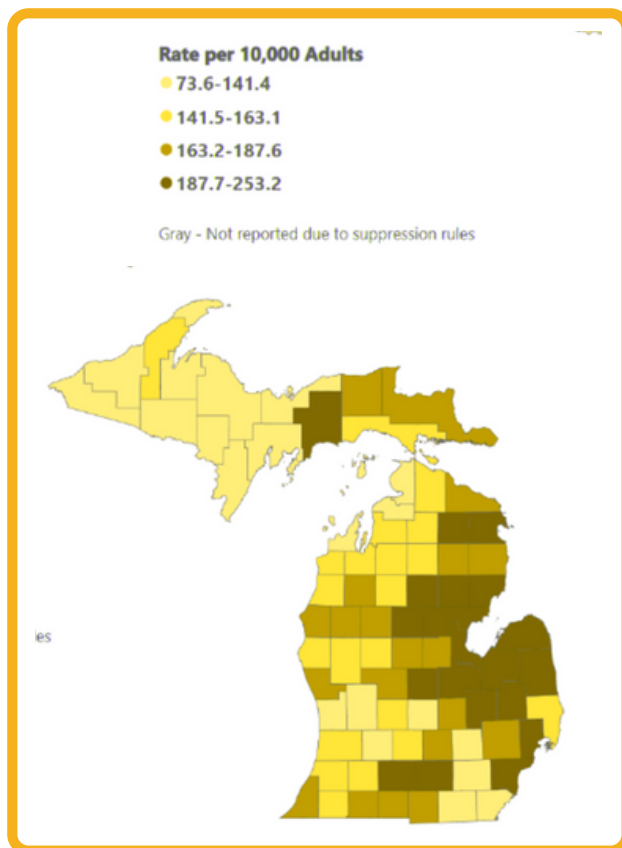 Rate per 10,000 Adults
73.6-141.4
141.5-163.1
163.2-187.6
187.7-253.2
Gray - Not reported due to suppression rules